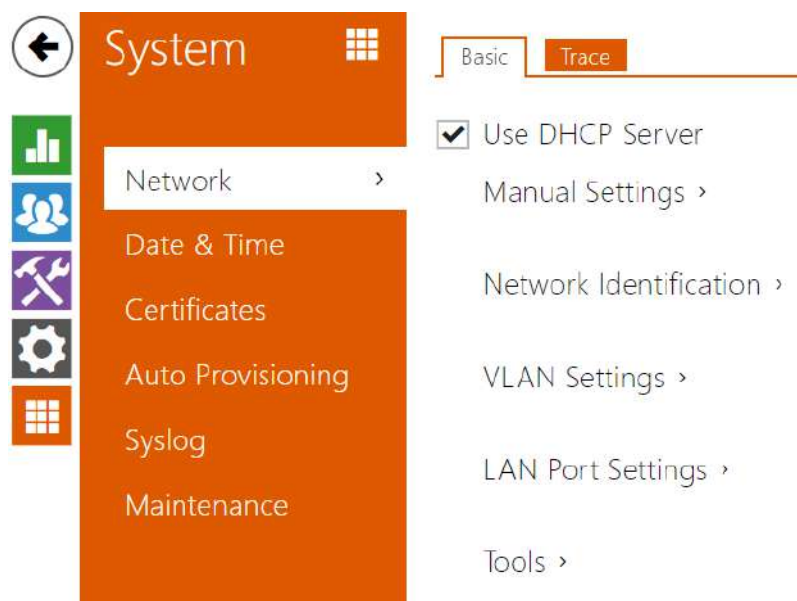 System
Network
Date & Time
Certificates
Auto Provisioning
Syslog
Maintenance
Basic
Trace
Use DHCP Server
Manual Settings ›
Network Identification ›
VLAN Settings ›
LAN Port Settings ›
Tools ›